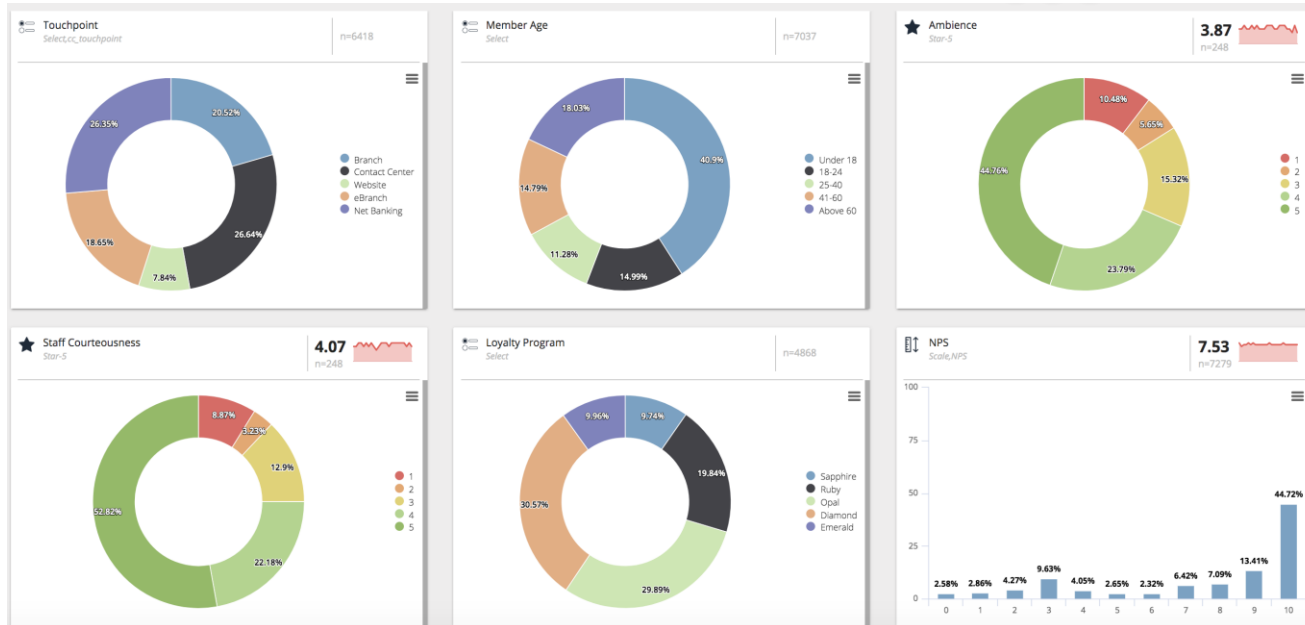 Touchpoint
Select,cc_touchpoint
n=6418
20.52%
26.64%
7.84%
18.65%
26.35%
Branch
Contact Center
Website
eBranch
Net Banking
Member Age
Select
n=7037
40.9%
14.99%
11.28%
14.79%
18.03%
Under 18
18-24
25-40
41-60
Above 60
Ambience
Star-5
3.87
n=248
10.48%
5.65%
15.32%
23.79%
44.76%
1
2
3
4
5
Staff Courteousness
Star-5
4.07
n=248
8.87%
3.23%
12.9%
22.18%
52.82%
1
2
3
4
5
Loyalty Program
Select
n=4868
9.74%
19.84%
29.89%
30.57%
9.96%
Sapphire
Ruby
Opal
Diamond
Emerald
NPS
Scale,NPS
7.53
n=7279
100
75
50
25
0
2.58% 2.86% 4.27% 9.63% 4.05% 2.65% 2.32% 6.42% 7.09% 13.41% 44.72%
0 1 2 3 4 5 6 7 8 9 10